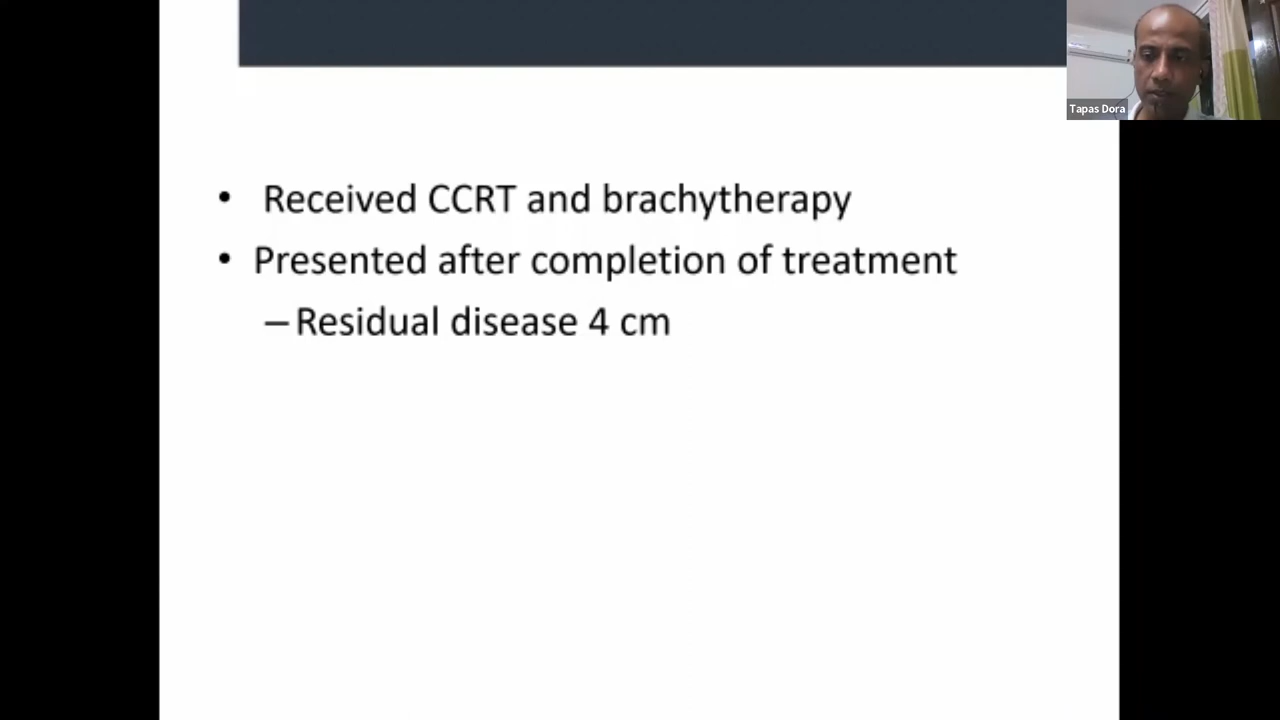 • Received CCRT and brachytherapy
• Presented after completion of treatment
– Residual disease 4 cm
Tapas Dora